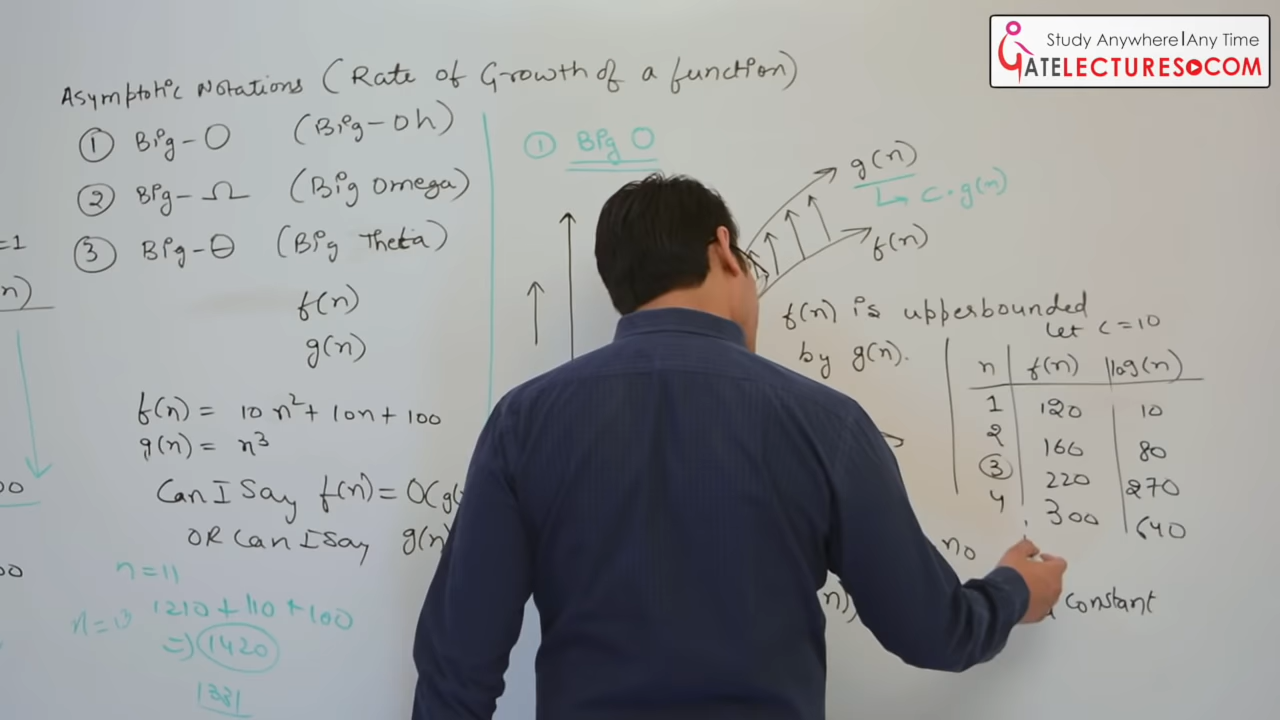 Study Anywhere|Any Time
GATELECTURES.COM
Asymptotic Notations (Rate of Growth of a function)
① Big-O (Big-Oh)
② Big-Ω (Big Omega)
③ Big-Θ (Big Theta)
f(n)
g(n)
f(n) = 10n²+10n+100
g(n) = n³
Can I Say f(n)=O(g(
OR Can I Say g(n)
n=11
1210+110+100
=) 1420
1331
=1
n)
00
00
① Big O
g(n)
↳ c·g(n)
f(n)
f(n) is upperbounded
by g(n).
Let c=10
n f(n) 10g(n)
1 120 10
2 160 80
③ 220 270
4 300 640
no
n)
constant